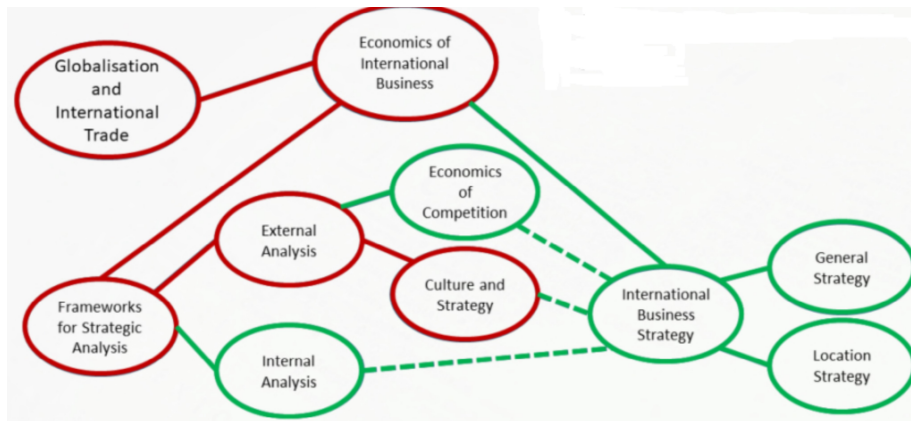 Globalisation
and
International
Trade
Economics of
International
Business
Economics
of
Competition
External
Analysis
Culture and
Strategy
Frameworks
for Strategic
Analysis
Internal
Analysis
International
Business
Strategy
General
Strategy
Location
Strategy